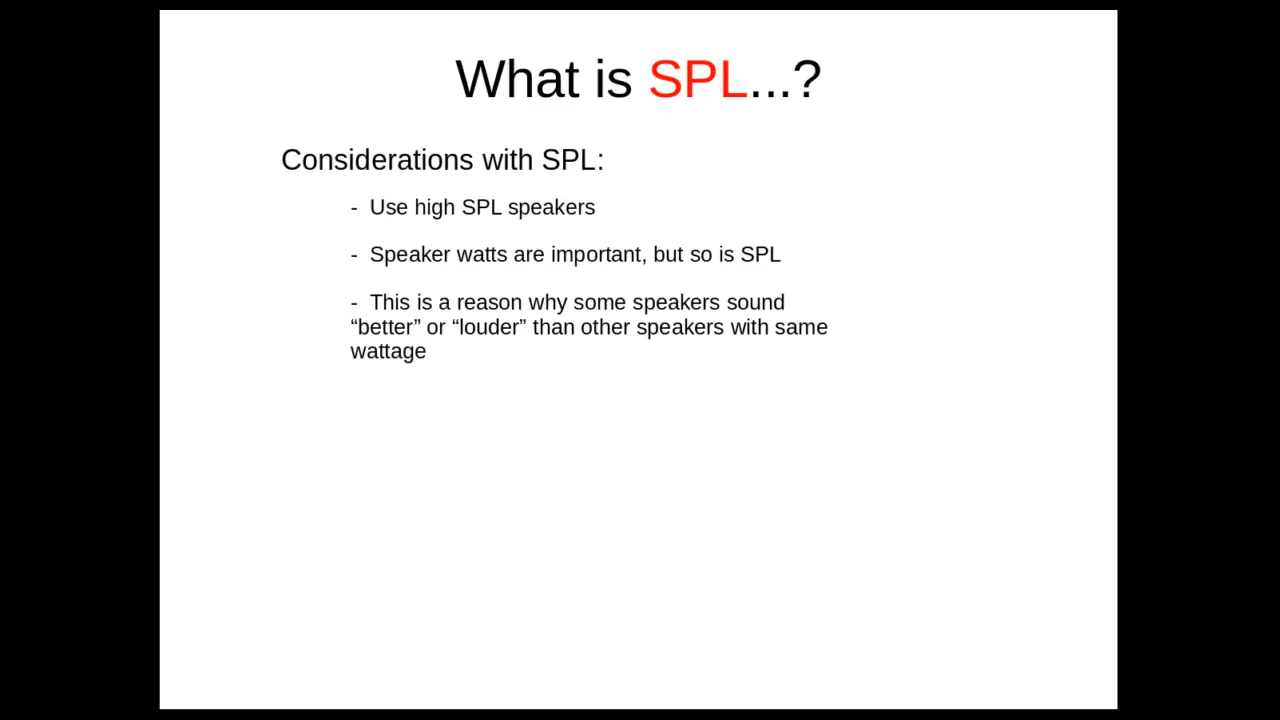 What is SPL...?
Considerations with SPL:
- Use high SPL speakers
- Speaker watts are important, but so is SPL
- This is a reason why some speakers sound
“better” or “louder” than other speakers with same
wattage